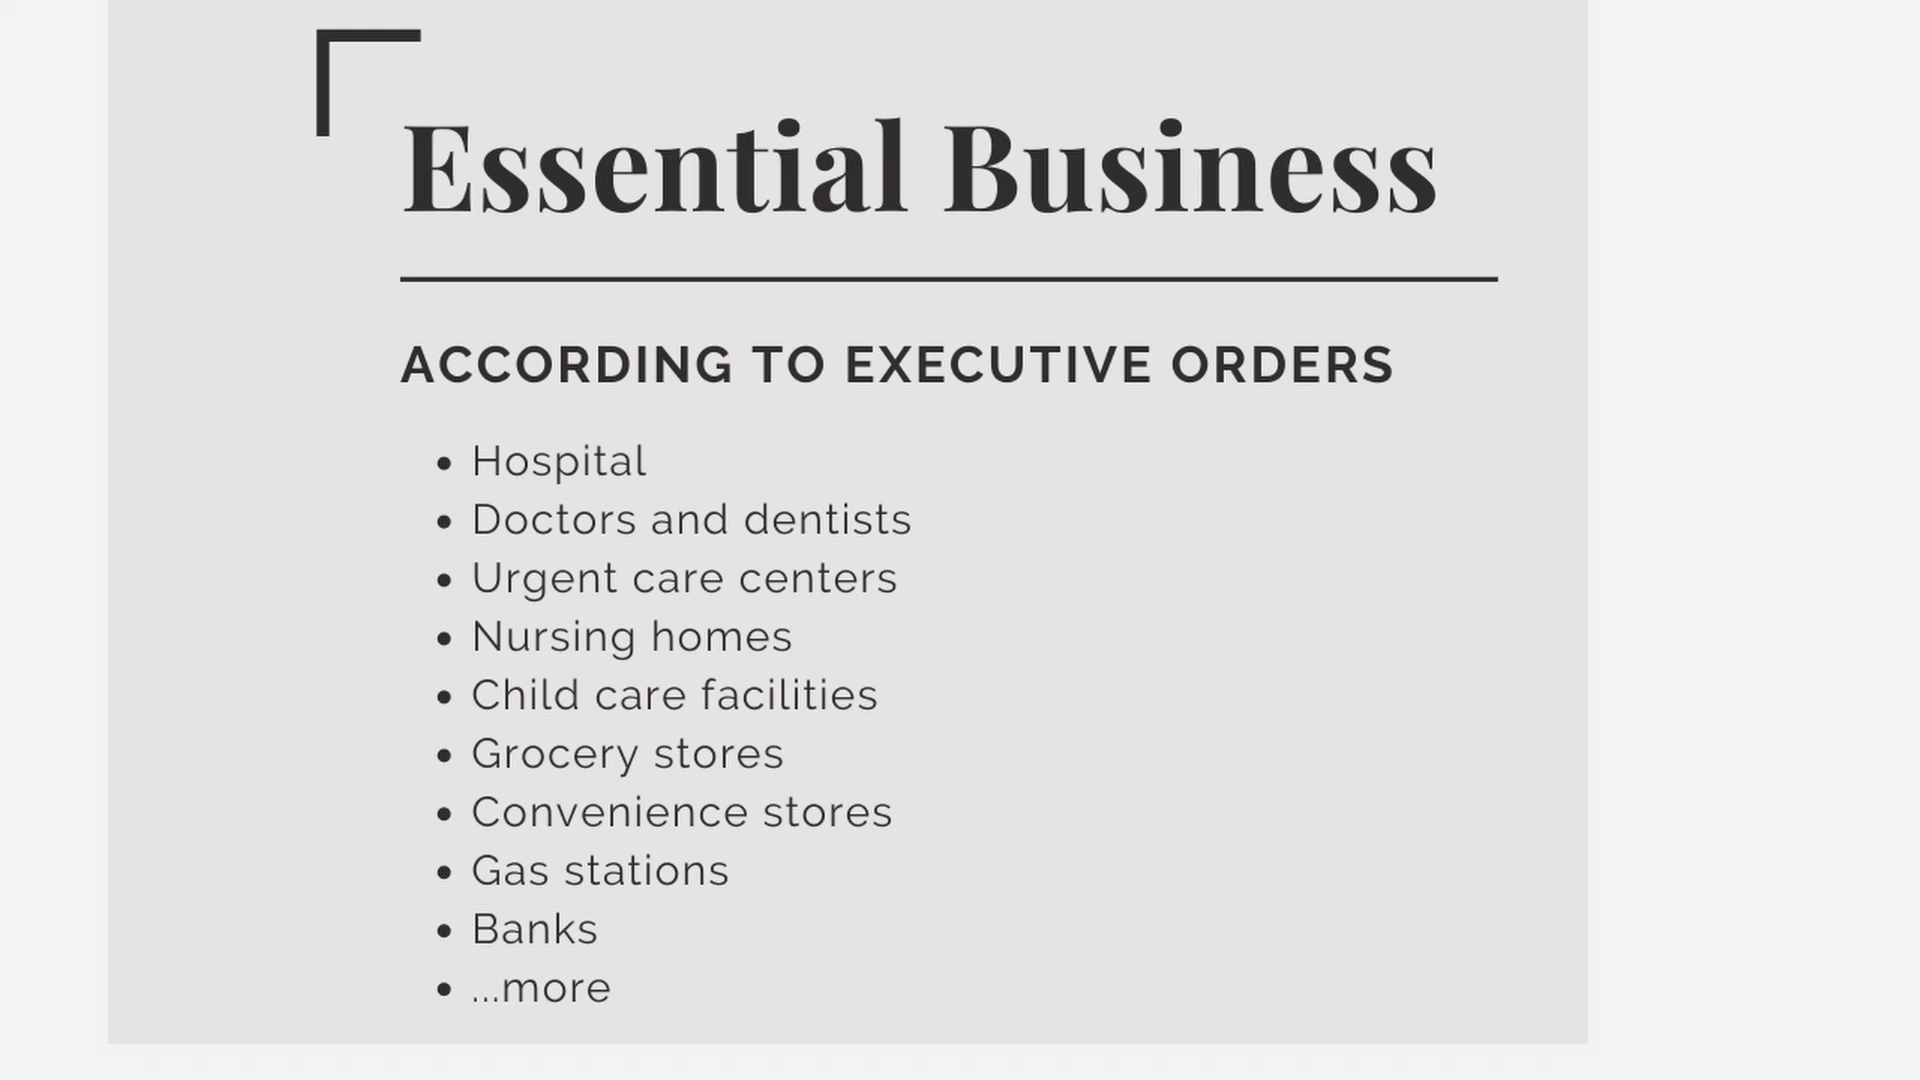 Essential Business
ACCORDING TO EXECUTIVE ORDERS
• Hospital
• Doctors and dentists
• Urgent care centers
• Nursing homes
• Child care facilities
• Grocery stores
• Convenience stores
• Gas stations
• Banks
• ...more